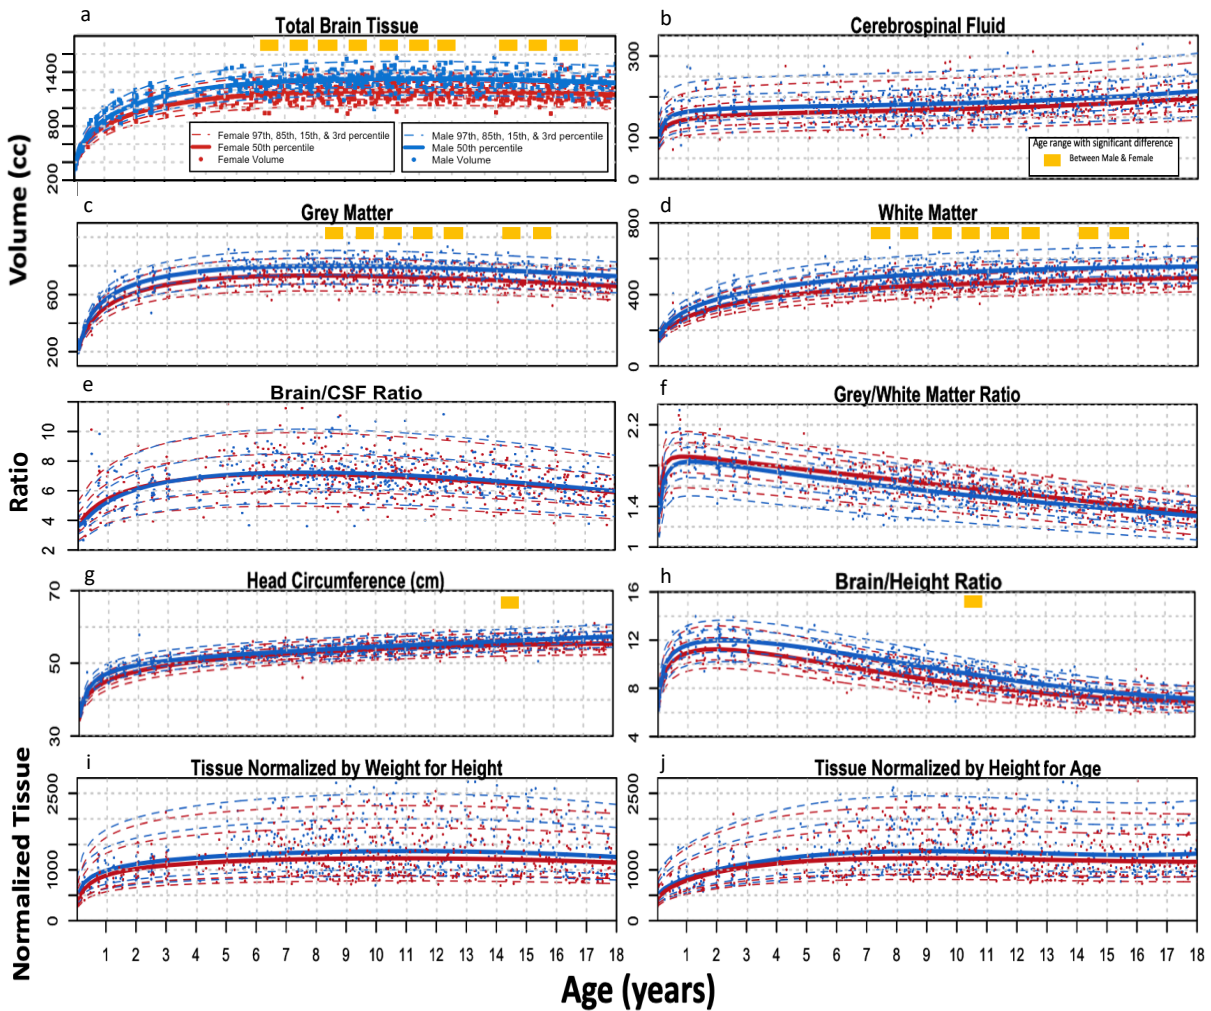 a
Total Brain Tissue
b
Cerebrospinal Fluid
Volume (cc)
1400
800
200
Female 97th, 85th, 15th, & 3rd percentile
Female 50th percentile
Female Volume
Male 97th, 85th, 15th, & 3rd percentile
Male 50th percentile
Male Volume
300
100
0
Age range with significant difference
Between Male & Female
c
Grey Matter
d
White Matter
600
200
800
400
0
e
Brain/CSF Ratio
f
Grey/White Matter Ratio
Ratio
10
8
6
4
2
2.2
1.4
1
g
Head Circumference (cm)
h
Brain/Height Ratio
70
50
30
16
12
8
4
i
Tissue Normalized by Weight for Height
j
Tissue Normalized by Height for Age
Normalized Tissue
2500
1000
0
2500
1000
0
1 2 3 4 5 6 7 8 9 10 11 12 13 14 15 16 17 18
1 2 3 4 5 6 7 8 9 10 11 12 13 14 15 16 17 18
Age (years)